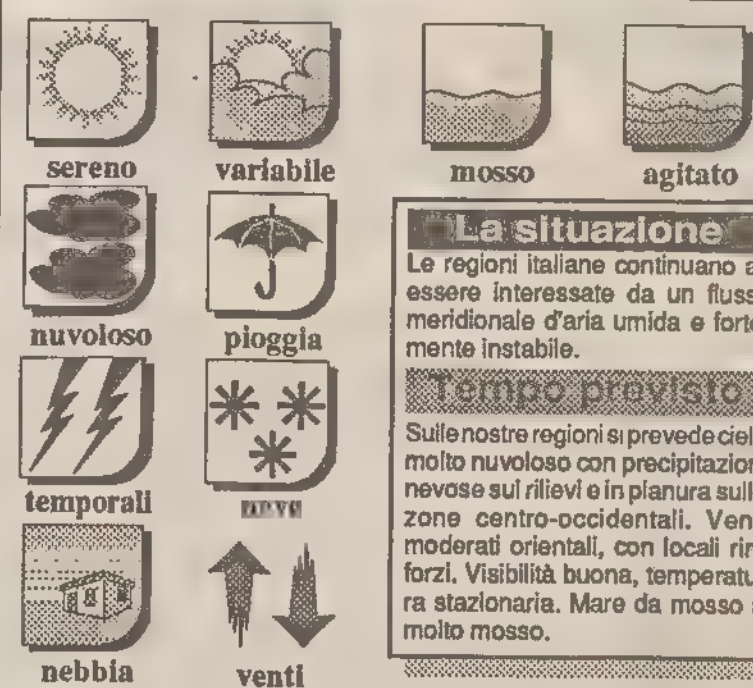 sereno
variabile
mosso
agitato
nuvoloso
pioggia
temporali
neve
nebbia
venti
La situazione
Le regioni italiane continuano a
essere interessate da un fluss
meridionale d'aria umida e forte
mente instabile.
Tempo previsto
Sulle nostre regioni si prevede ciel
molto nuvoloso con precipitazion
nevose sui rilievi e in pianura sull
zone centro-occidentali. Ven
moderati orientali, con locali rin
forzi. Visibilità buona, temperatu
ra stazionaria. Mare da mosso a
molto mosso.